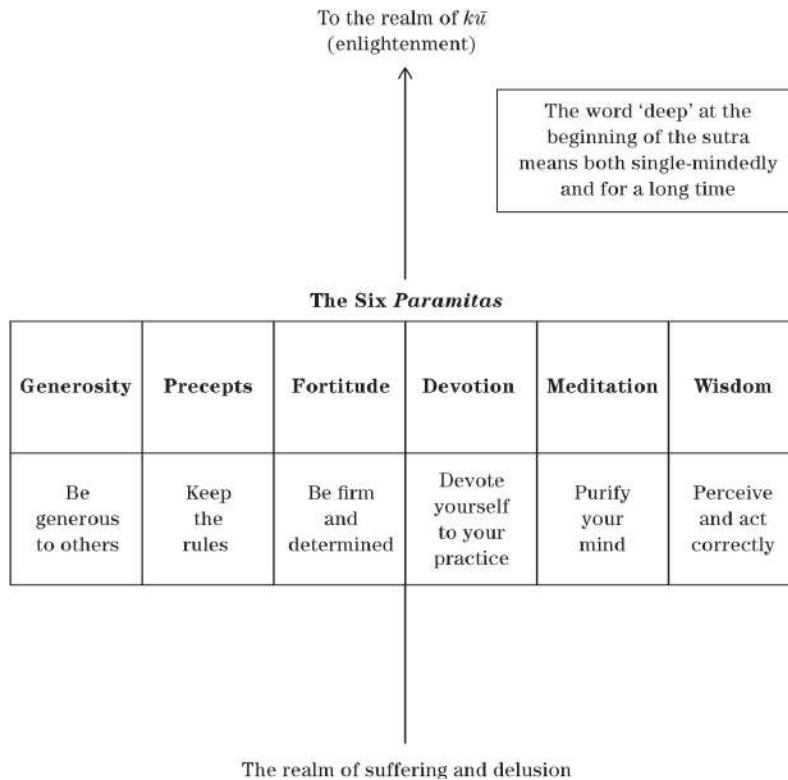 To the realm of kū
(enlightenment)
The word ‘deep’ at the
beginning of the sutra
means both single-mindedly
and for a long time
The Six Paramitas
Generosity
Precepts
Fortitude
Devotion
Meditation
Wisdom
Be
generous
to others
Keep
the
rules
Be firm
and
determined
Devote
yourself
to your
practice
Purify
your
mind
Perceive
and act
correctly
The realm of suffering and delusion